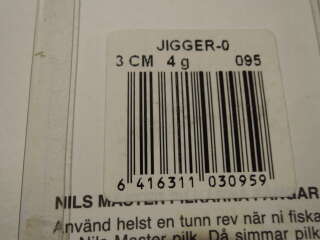 JIGGER-0
3 CM 4 g 095
6 416311 030959
NILS MASTER
Använd helst en tunn rev när ni fiska
Nils Master pilk. Då simmar pilk